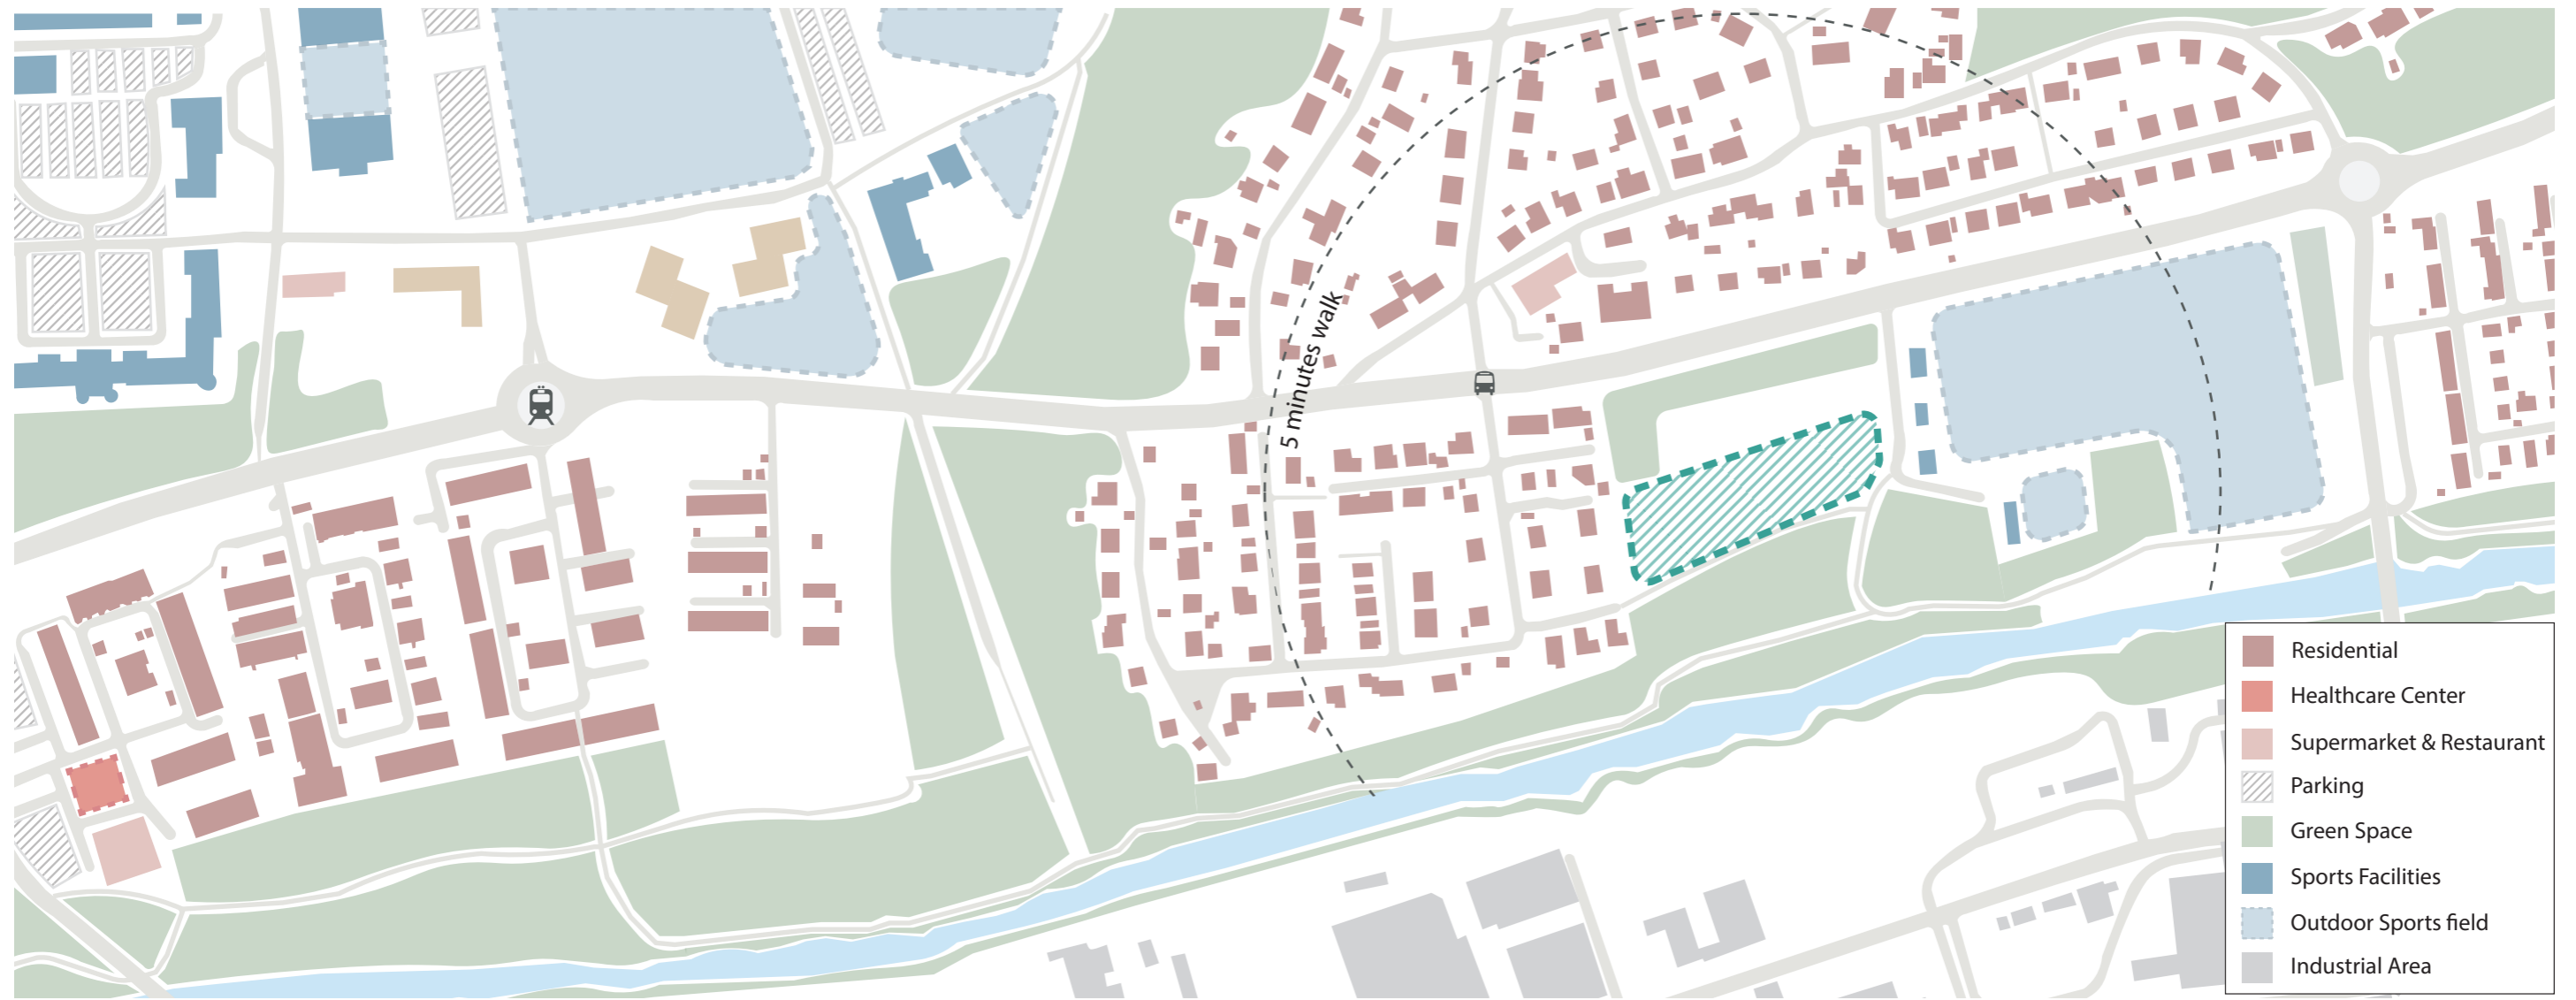 5 minutes walk
Residential
Healthcare Center
Supermarket & Restaurant
Parking
Green Space
Sports Facilities
Outdoor Sports field
Industrial Area